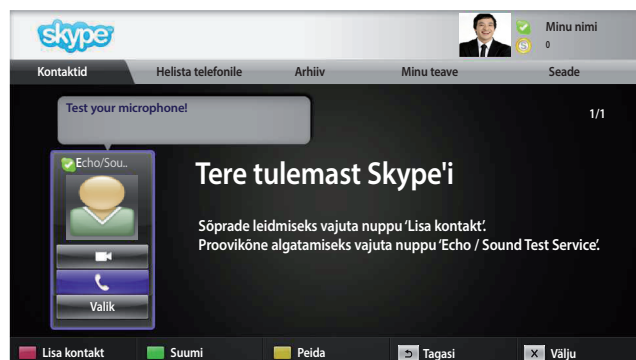 skype
Minu nimi
0
Kontaktid Helista telefonile Arhiiv Minu teave Seade
Test your microphone!
1/1
Echo/Sou..
Tere tulemast Skype'i
Sõprade leidmiseks vajuta nuppu 'Lisa kontakt'.
Proovikõne algatamiseks vajuta nuppu 'Echo / Sound Test Service'.
Valik
Lisa kontakt Suumi Peida Tagasi X Välju